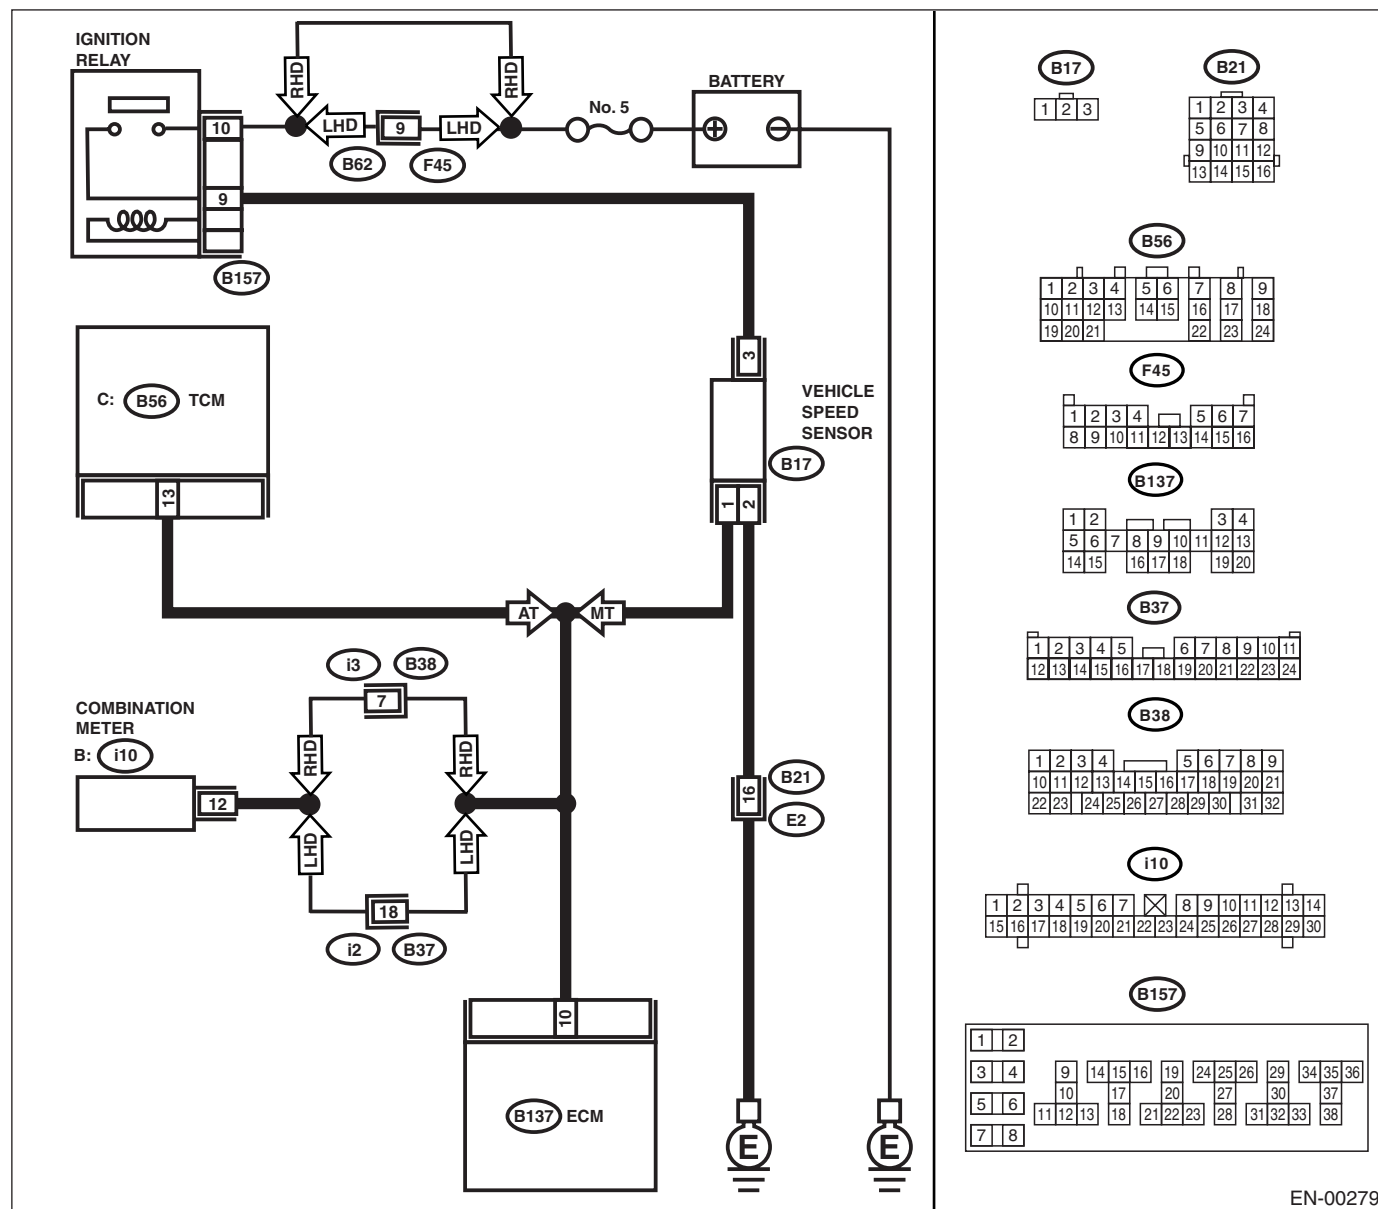 IGNITION
RELAY
10
9
B157
RHD
RHD
LHD
9
LHD
B62
F45
No. 5
BATTERY
C: B56 TCM
13
3
VEHICLE
SPEED
SENSOR
B17
1
2
AT
MT
i3
B38
7
COMBINATION
METER
B: i10
12
RHD
RHD
LHD
LHD
18
i2
B37
16
B21
E2
10
B137 ECM
E
E
B17
1 2 3
B21
1 2 3 4
5 6 7 8
9 10 11 12
13 14 15 16
B56
1 2 3 4 5 6 7 8 9
10 11 12 13 14 15 16 17 18
19 20 21 22 23 24
F45
1 2 3 4 5 6 7
8 9 10 11 12 13 14 15 16
B137
1 2 3 4
5 6 7 8 9 10 11 12 13
14 15 16 17 18 19 20
B37
1 2 3 4 5 6 7 8 9 10 11
12 13 14 15 16 17 18 19 20 21 22 23 24
B38
1 2 3 4 5 6 7 8 9
10 11 12 13 14 15 16 17 18 19 20 21
22 23 24 25 26 27 28 29 30 31 32
i10
1 2 3 4 5 6 7 8 9 10 11 12 13 14
15 16 17 18 19 20 21 22 23 24 25 26 27 28 29 30
B157
1 2
3 4 9 14 15 16 19 24 25 26 29 34 35 36
10 17 20 27 30 37
5 6 11 12 13 18 21 22 23 28 31 32 33 38
7 8
EN-00279